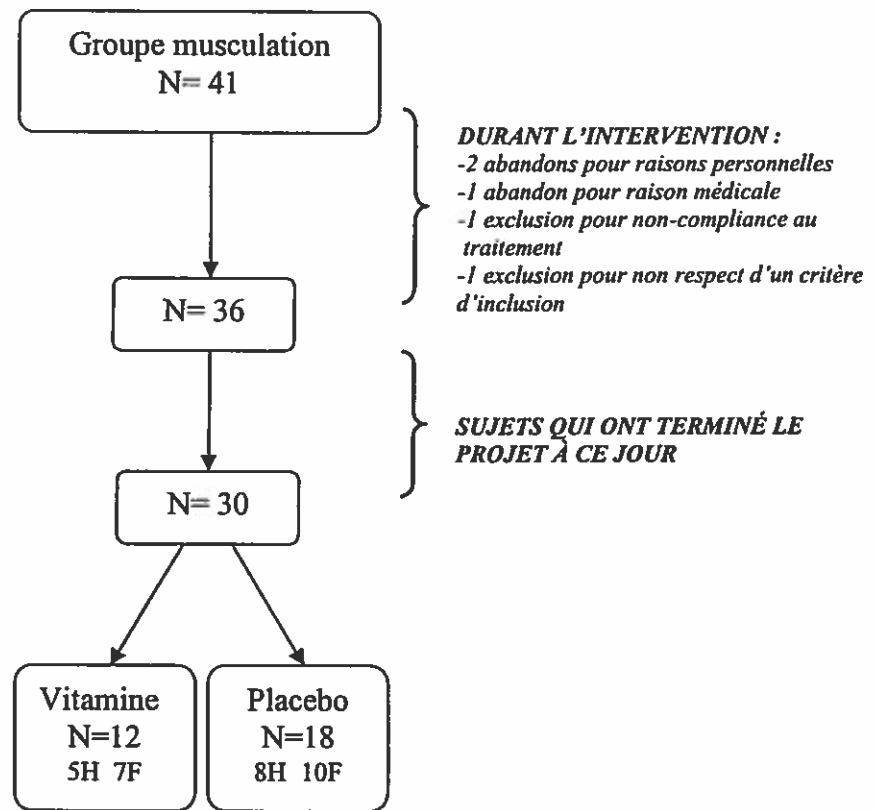 Groupe musculation
N= 41
DURANT L'INTERVENTION :
-2 abandons pour raisons personnelles
-1 abandon pour raison médicale
-1 exclusion pour non-compliance au
traitement
-1 exclusion pour non respect d'un critère
d'inclusion
N= 36
SUJETS QUI ONT TERMINÉ LE
PROJET À CE JOUR
N= 30
Vitamine
N=12
5H 7F
Placebo
N=18
8H 10F